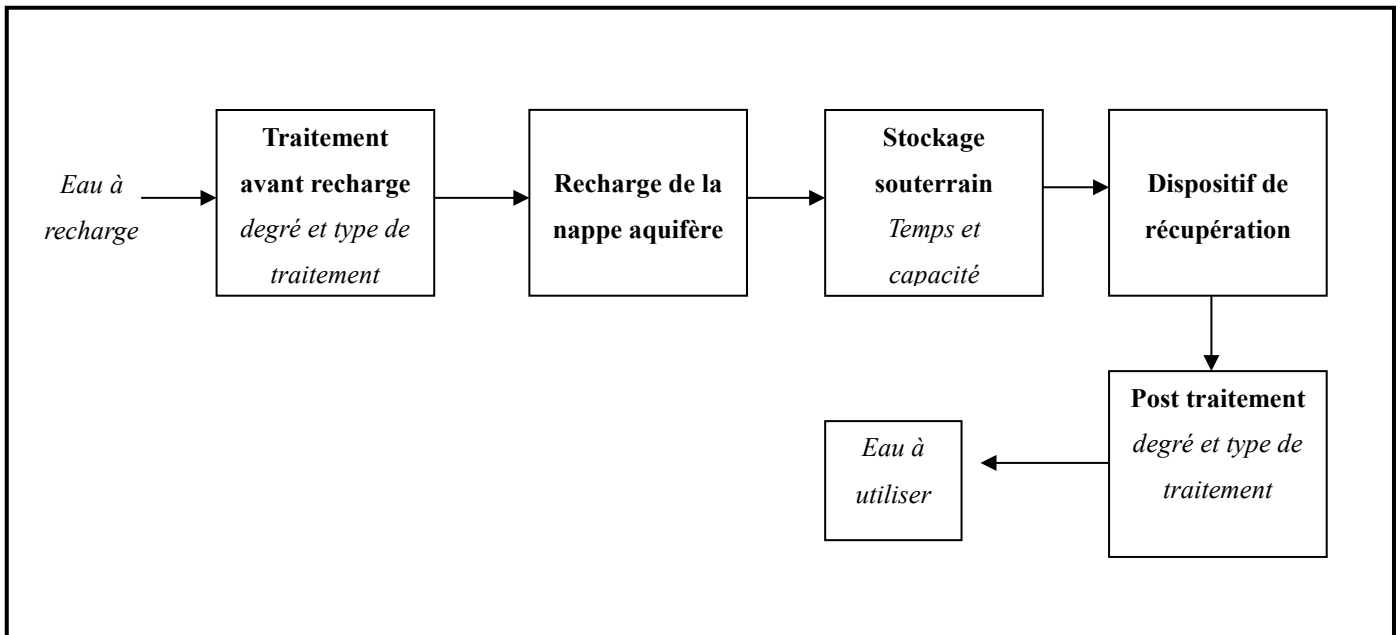 Eau à
recharge
Traitement
avant recharge
degré et type de
traitement
Recharge de la
nappe aquifère
Stockage
souterrain
Temps et
capacité
Dispositif de
récupération
Post traitement
degré et type de
traitement
Eau à
utiliser